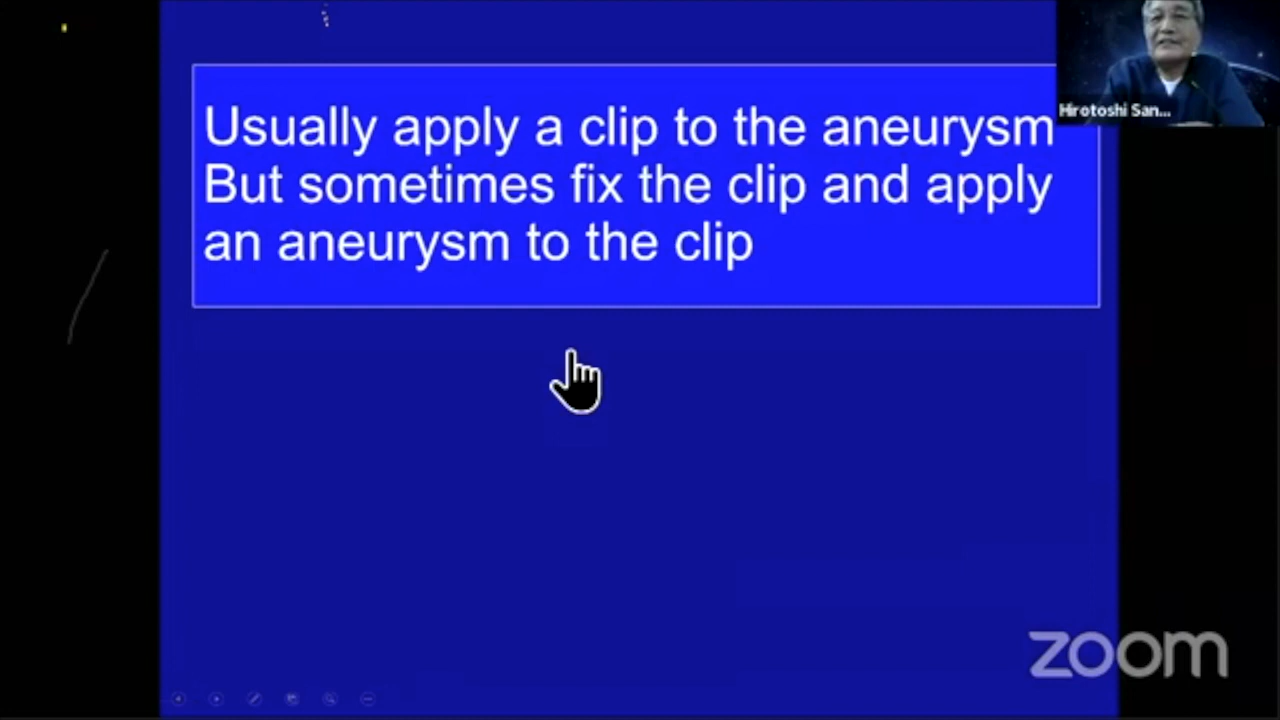 Usually apply a clip to the aneurysm
But sometimes fix the clip and apply
an aneurysm to the clip
Hirotoshi San...
zoom